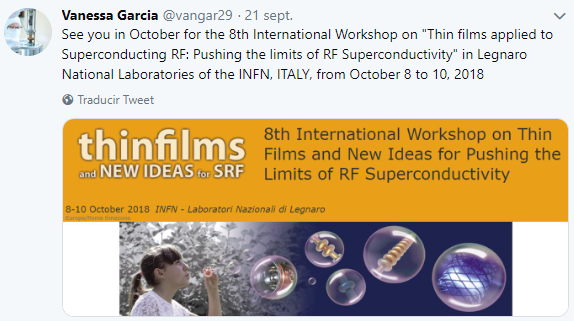 Vanessa Garcia @vangar29 · 21 sept.
See you in October for the 8th International Workshop on "Thin films applied to
Superconducting RF: Pushing the limits of RF Superconductivity" in Legnaro
National Laboratories of the INFN, ITALY, from October 8 to 10, 2018
Traducir Tweet
thinfilms
and NEW IDEAS for SRF
8th International Workshop on Thin
Films and New Ideas for Pushing the
Limits of RF Superconductivity
8-10 October 2018 INFN - Laboratori Nazionali di Legnaro
Europe/Rome timezone